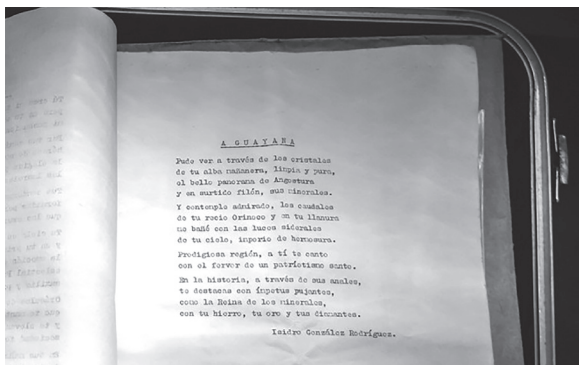 A GUAYANA
Pude ver a través de los cristales
de tu alba mañanera, limpia y pura,
el bello panorama de Angostura
y en surtido filón, sus minerales.
Y contemplo admirado, los caudales
de tu rocio Orinoco y en tu llanura
me bañé con las luces siderales
de tu cielo, imporio de hermosura.
Prodigiosa región, a tí te canto
con el fervor de un patriotismo santo.
En la historia, a través de sus anales,
te destacas con ímpetus pujantes,
como la Reina de los minerales,
con tu hierro, tu oro y tus diamantes.
Isidro González Rodríguez.